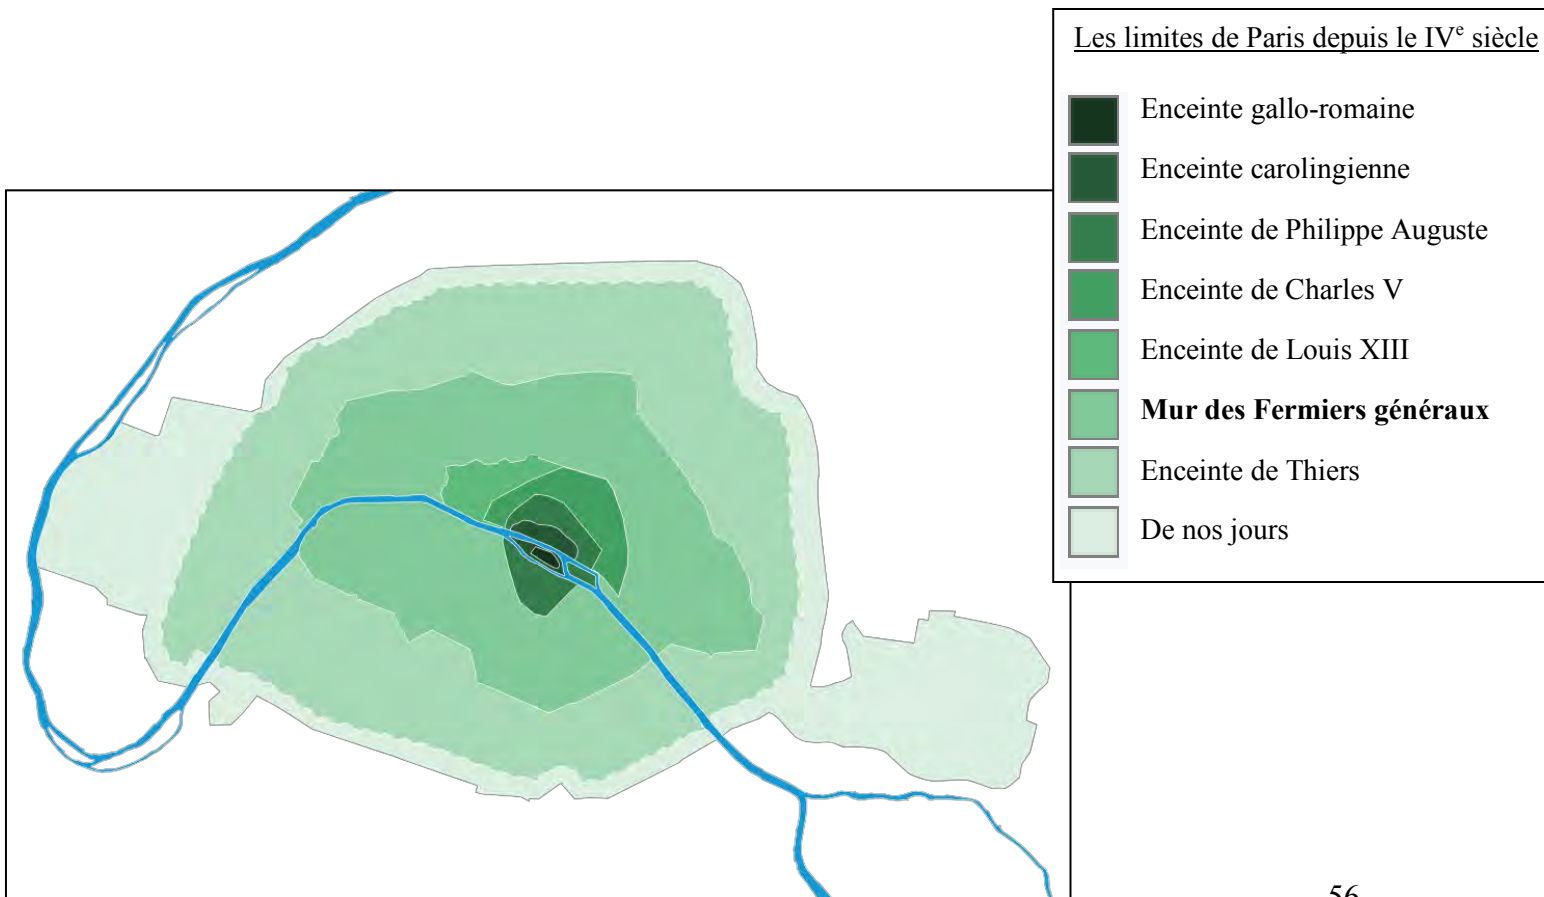 Les limites de Paris depuis le IVe siècle
Enceinte gallo-romaine
Enceinte carolingienne
Enceinte de Philippe Auguste
Enceinte de Charles V
Enceinte de Louis XIII
Mur des Fermiers généraux
Enceinte de Thiers
De nos jours
56